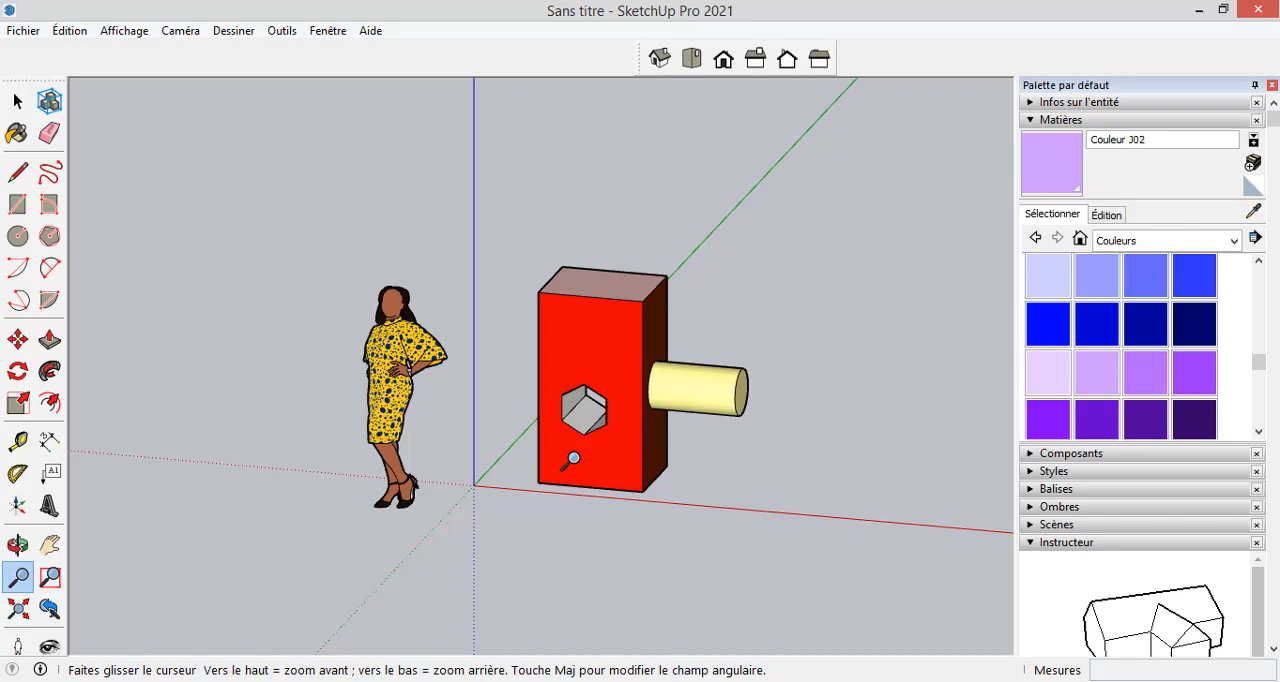 Sans titre - SketchUp Pro 2021
Fichier Édition Affichage Caméra Dessiner Outils Fenêtre Aide
Palette par défaut
Infos sur l'entité
Matières
Couleur J02
Sélectionner Édition
Couleurs
A1
Composants
Styles
Balises
Ombres
Scènes
Instructeur
Faites glisser le curseur Vers le haut = zoom avant ; vers le bas = zoom arrière. Touche Maj pour modifier le champ angulaire. Mesures